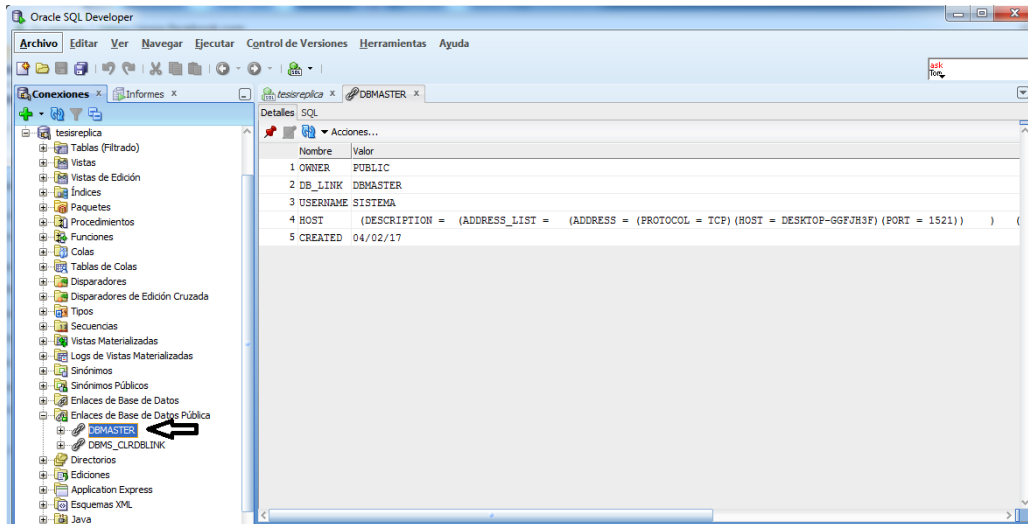 Oracle SQL Developer
Archivo Editar Ver Navegar Ejecutar Control de Versiones Herramientas Ayuda
ask
Tom
Conexiones x Informes x
tesisreplica x DBMASTER x
Detalles SQL
Acciones...
tesisreplica
Tablas (Filtrado)
Vistas
Vistas de Edición
Índices
Paquetes
Procedimientos
Funciones
Colas
Tablas de Colas
Disparadores
Disparadores de Edición Cruzada
Tipos
Secuencias
Vistas Materializadas
Logs de Vistas Materializadas
Sinónimos
Sinónimos Públicos
Enlaces de Base de Datos
Enlaces de Base de Datos Pública
DBMASTER
DBMS_CLRDBLINK
Directorios
Ediciones
Application Express
Esquemas XML
Java
Nombre Valor
1 OWNER PUBLIC
2 DB_LINK DBMASTER
3 USERNAME SISTEMA
4 HOST (DESCRIPTION = (ADDRESS_LIST = (ADDRESS = (PROTOCOL = TCP)(HOST = DESKTOP-GGFJHSF)(PORT = 1521)) ) (
5 CREATED 04/02/17